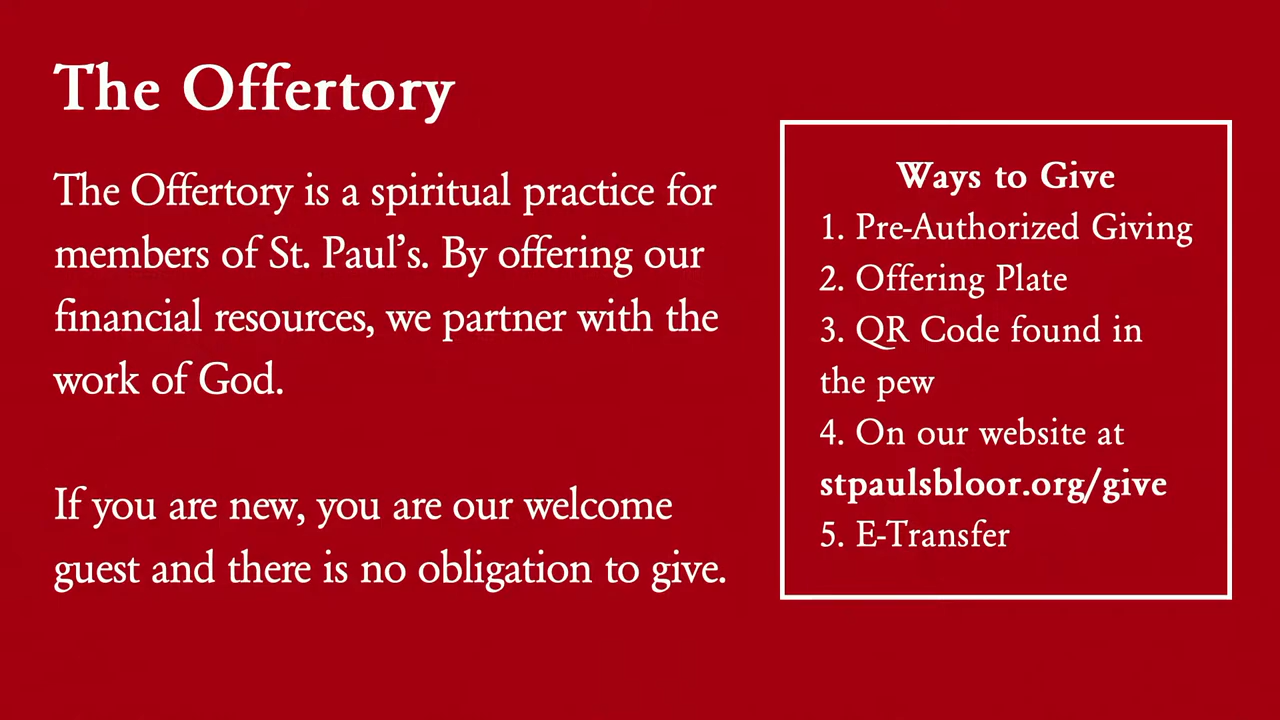 The Offertory
The Offertory is a spiritual practice for
members of St. Paul’s. By offering our
financial resources, we partner with the
work of God.
If you are new, you are our welcome
guest and there is no obligation to give.
Ways to Give
1. Pre-Authorized Giving
2. Offering Plate
3. QR Code found in
the pew
4. On our website at
stpaulsbloor.org/give
5. E-Transfer